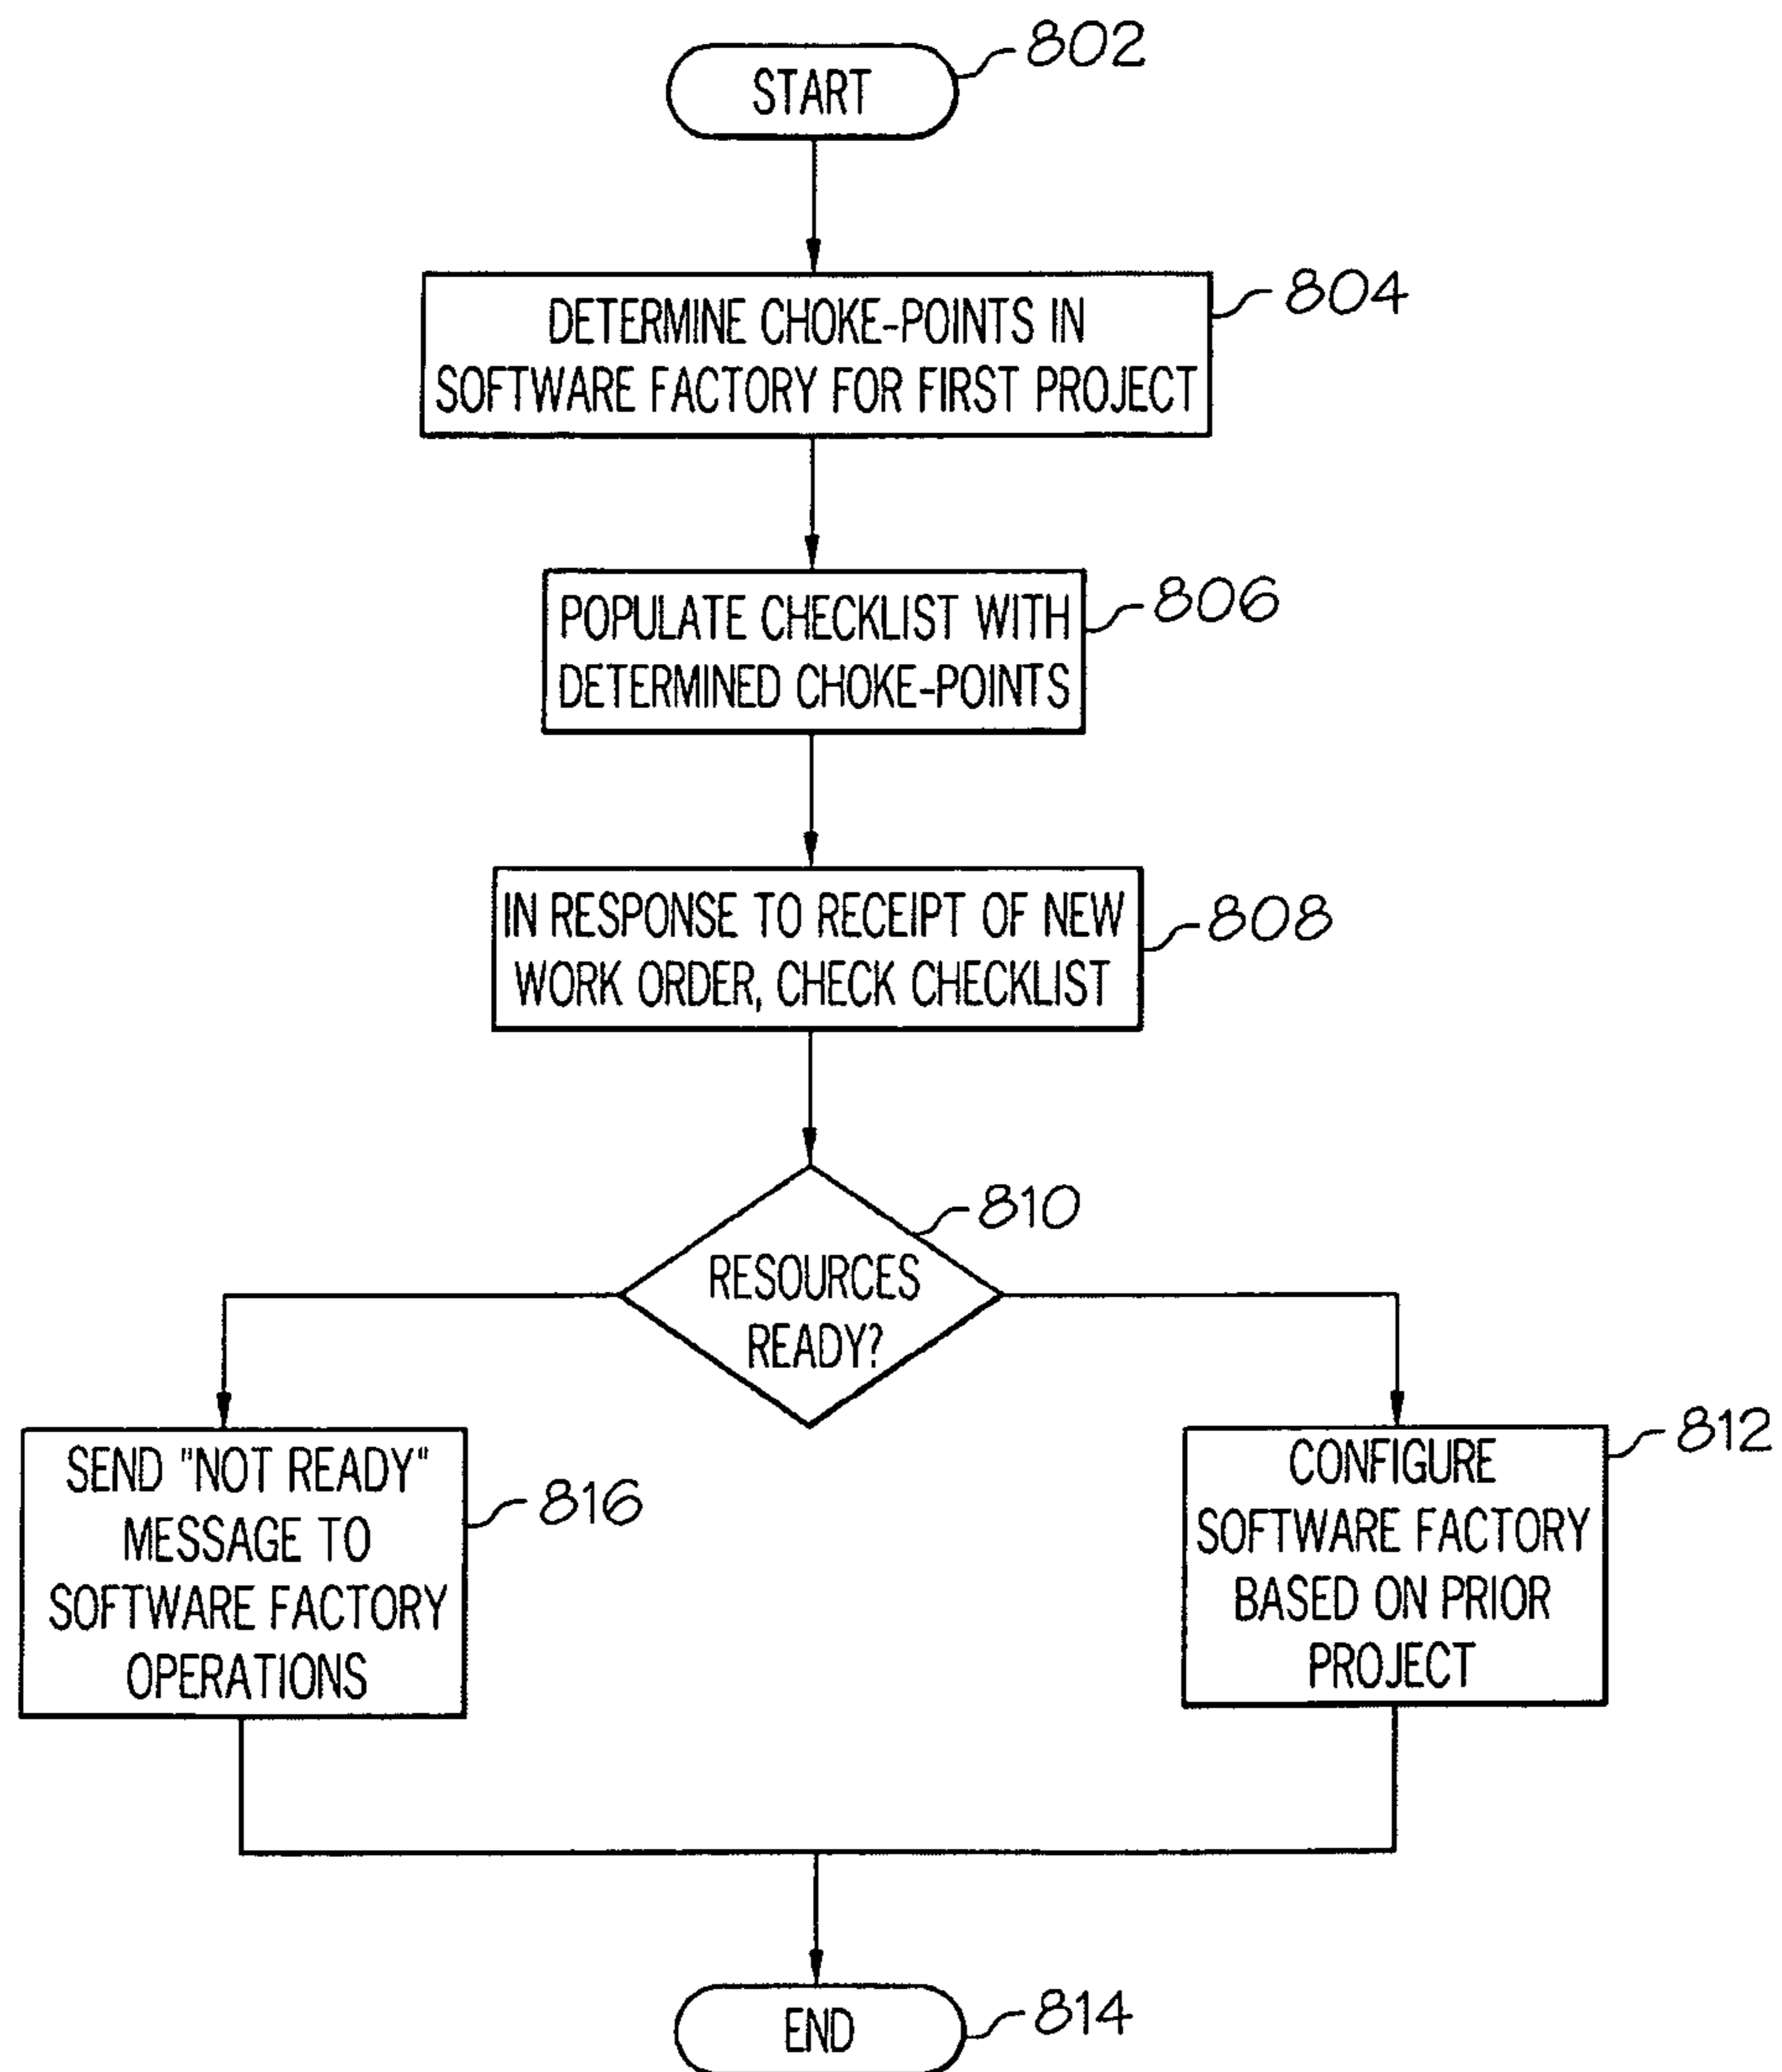 802
START
804
DETERMINE CHOKE-POINTS IN
SOFTWARE FACTORY FOR FIRST PROJECT
806
POPULATE CHECKLIST WITH
DETERMINED CHOKE-POINTS
808
IN RESPONSE TO RECEIPT OF NEW
WORK ORDER, CHECK CHECKLIST
810
RESOURCES
READY?
816
SEND "NOT READY"
MESSAGE TO
SOFTWARE FACTORY
OPERATIONS
812
CONFIGURE
SOFTWARE FACTORY
BASED ON PRIOR
PROJECT
814
END